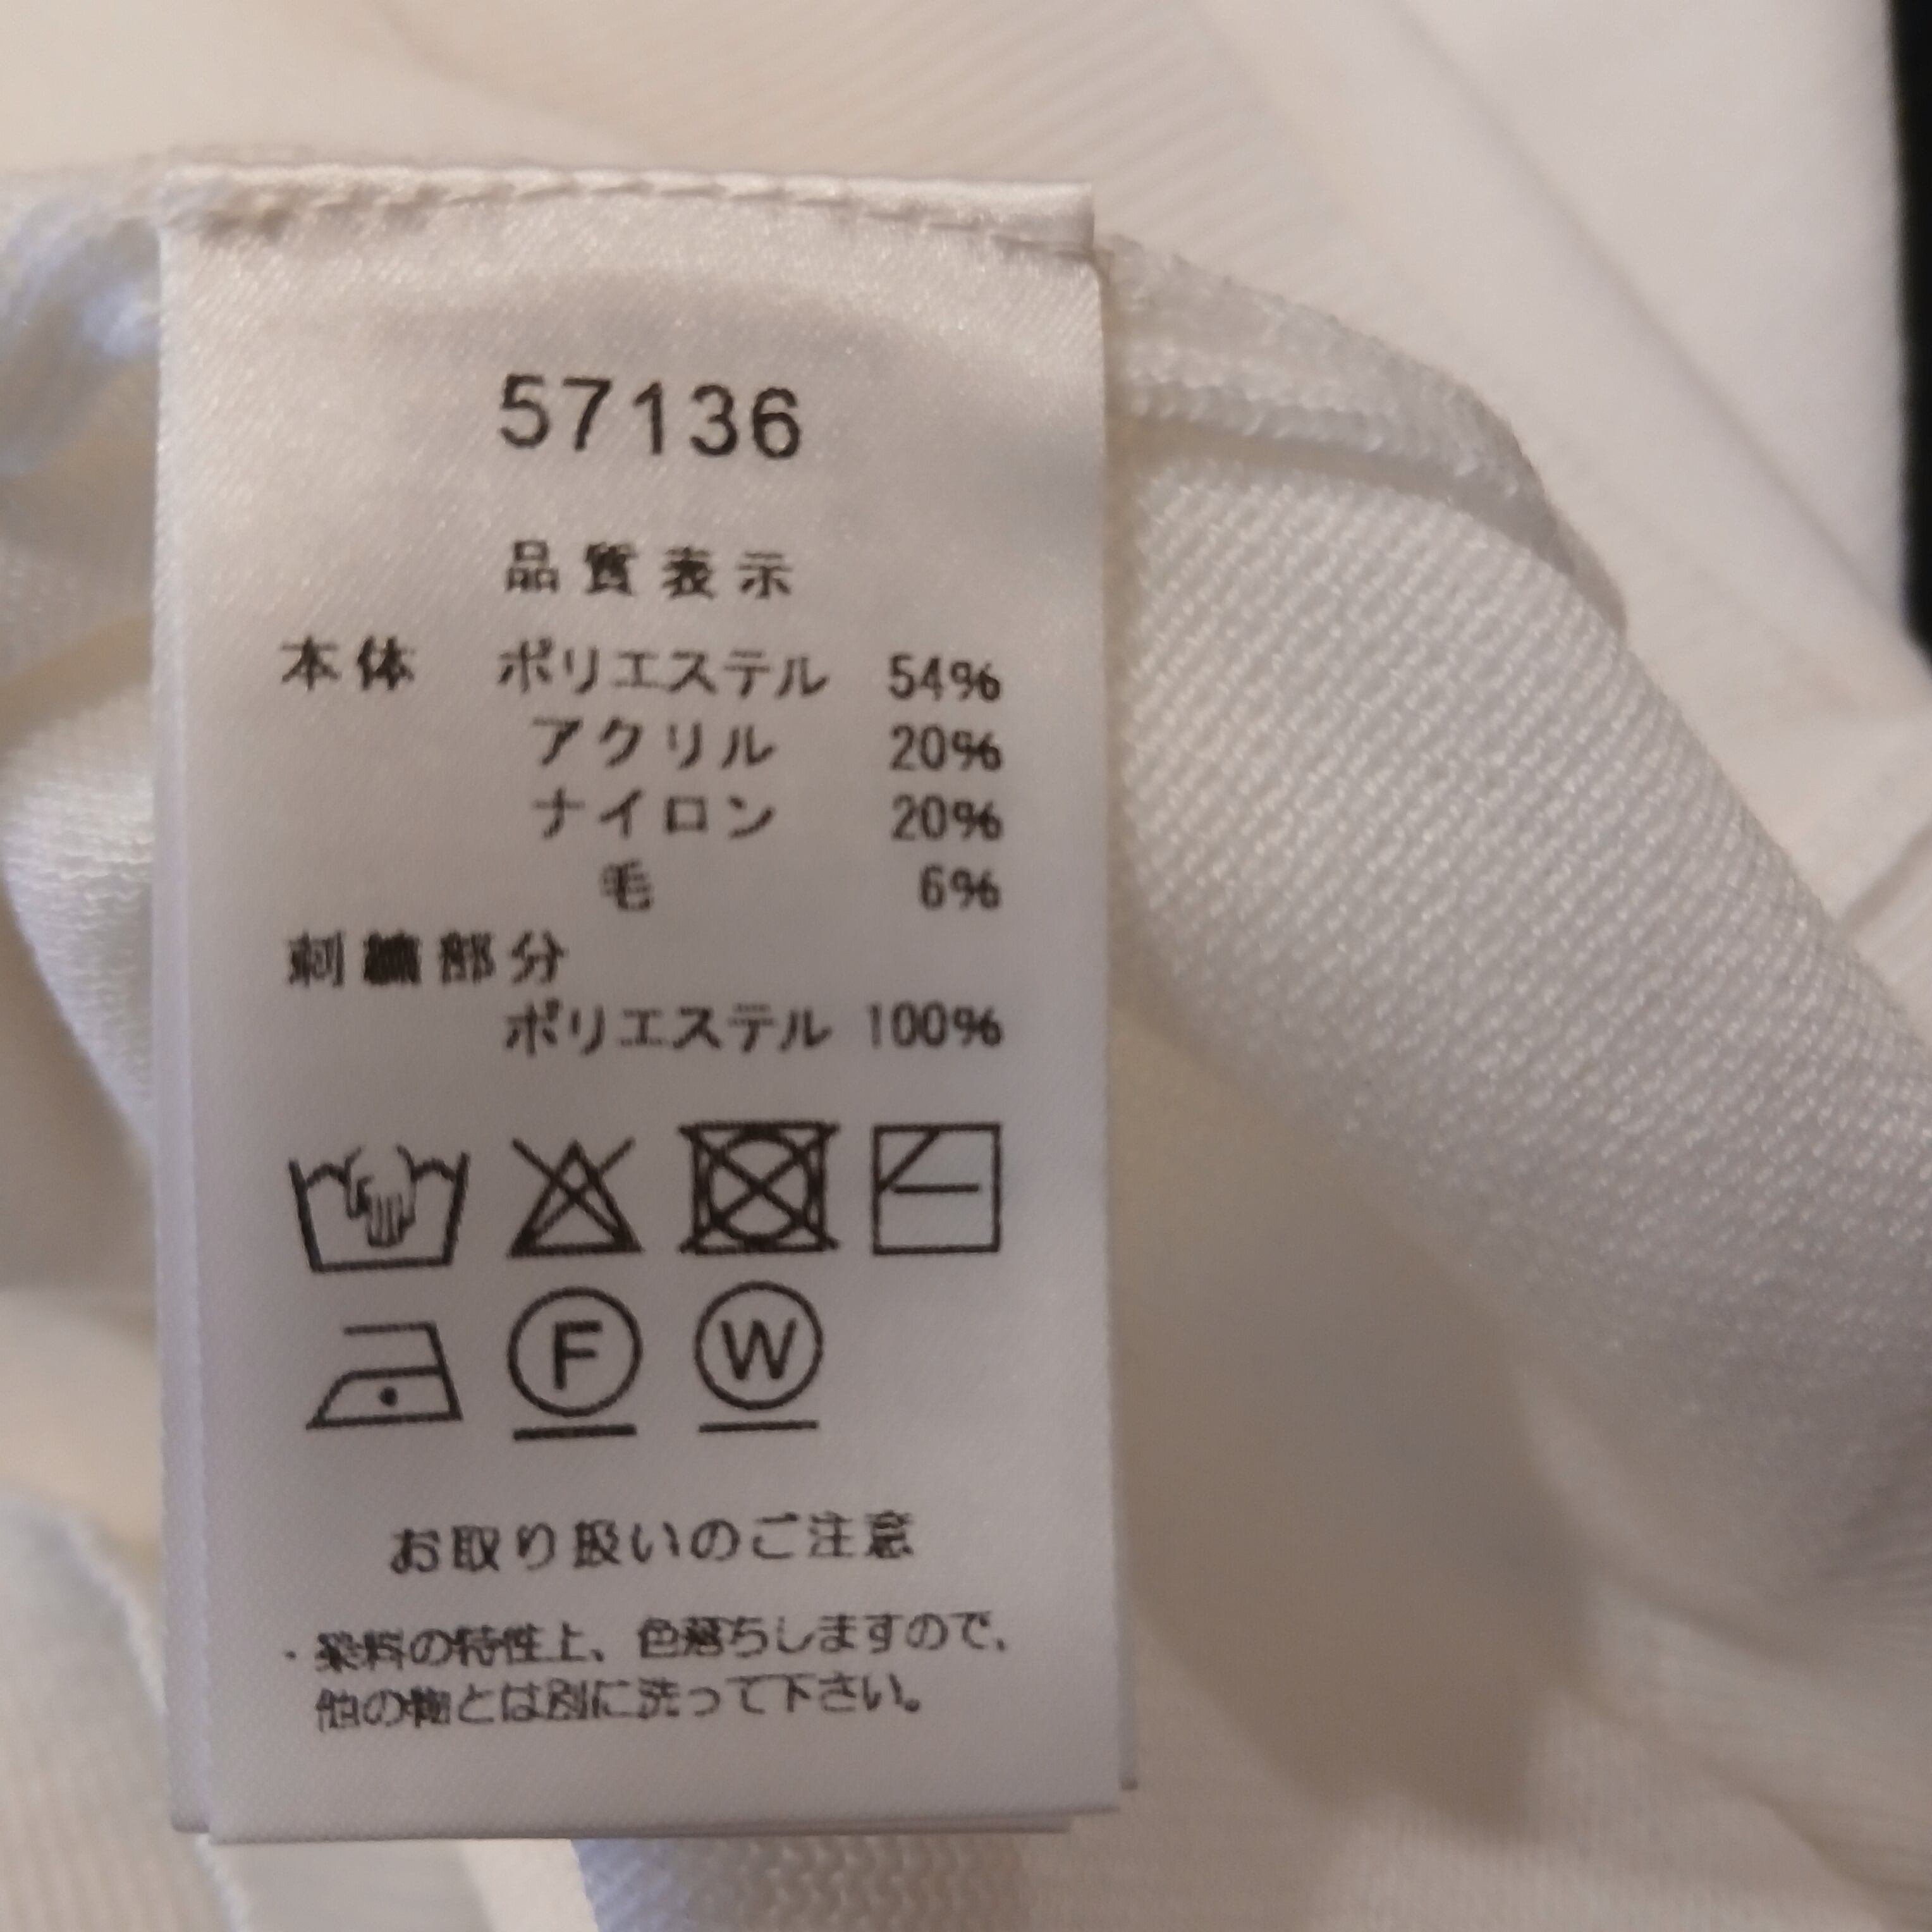 57136
品質表示
本体 ポリエステル 54%
アクリル 20%
ナイロン 20%
毛 6%
刺繍部分
ポリエステル 100%
F W
お取り扱いのご注意
・染料の特性上、色落ちしますので、
他の物とは別に洗って下さい。